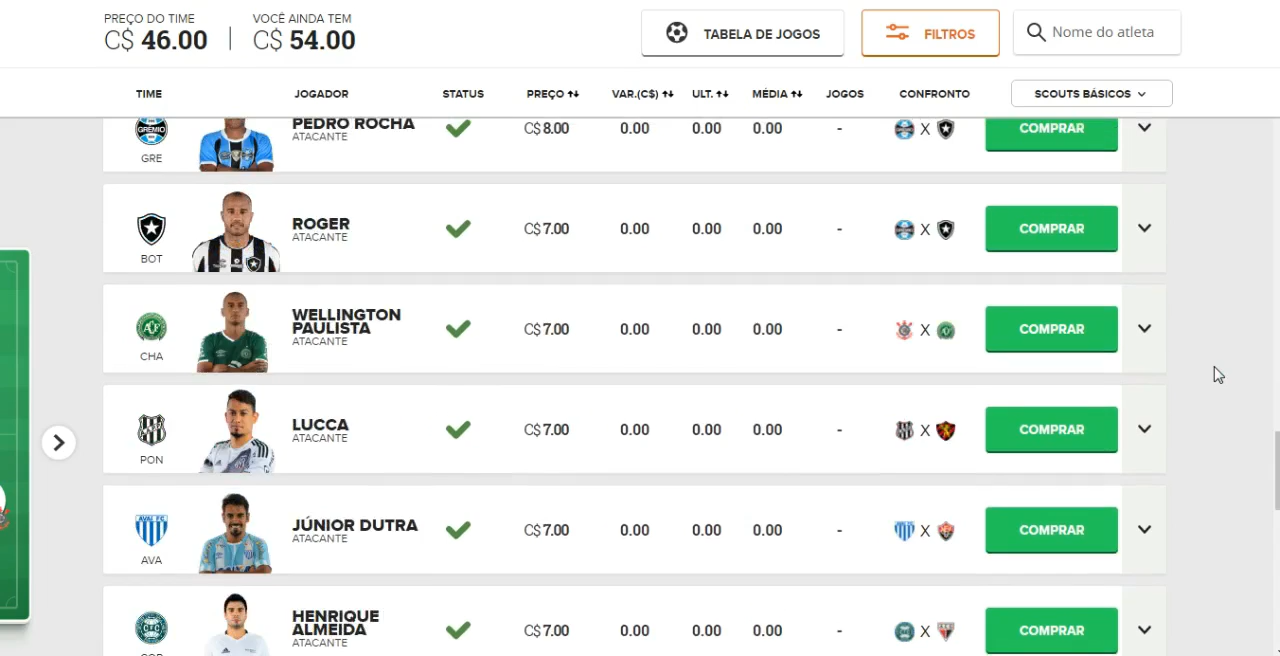 PREÇO DO TIME
C$ 46.00
VOCÊ AINDA TEM
C$ 54.00
TABELA DE JOGOS
FILTROS
Nome do atleta
TIME JOGADOR STATUS PREÇO VAR.(C$) ULT. MÉDIA JOGOS CONFRONTO SCOUTS BÁSICOS
GRE
PEDRO ROCHA
ATACANTE
C$ 8.00 0.00 0.00 0.00 - X COMPRAR
BOT
ROGER
ATACANTE
C$ 7.00 0.00 0.00 0.00 - X COMPRAR
CHA
WELLINGTON
PAULISTA
ATACANTE
C$ 7.00 0.00 0.00 0.00 - X COMPRAR
PON
LUCCA
ATACANTE
C$ 7.00 0.00 0.00 0.00 - X COMPRAR
AVA
JÚNIOR DUTRA
ATACANTE
C$ 7.00 0.00 0.00 0.00 - X COMPRAR
HENRIQUE
ALMEIDA
ATACANTE
C$ 7.00 0.00 0.00 0.00 - X COMPRAR